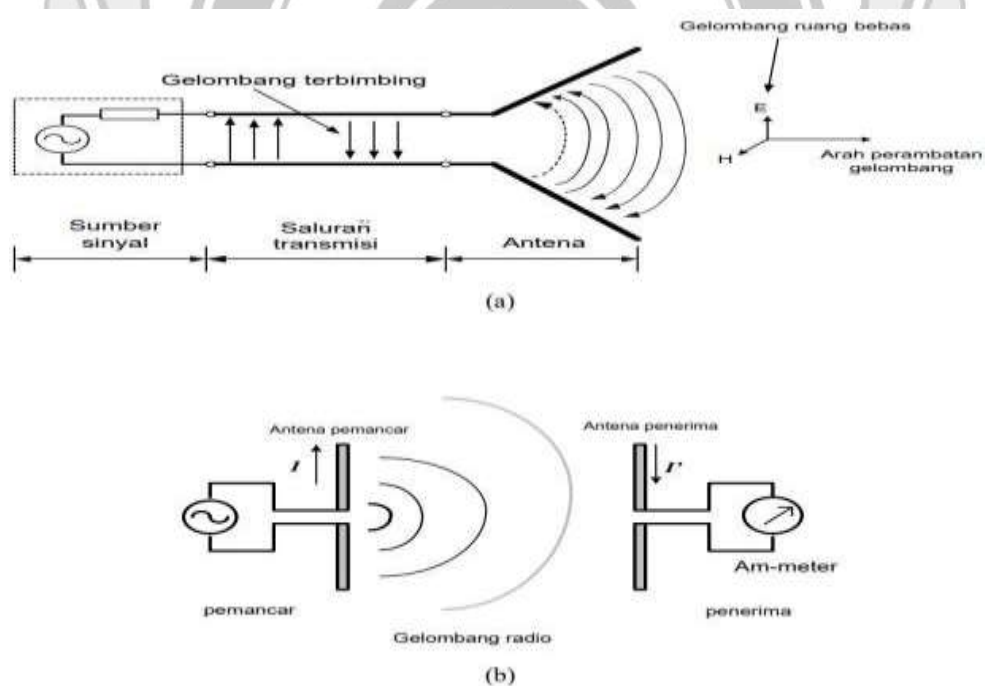 Gelombang ruang bebas
Gelombang terbimbing
E
H
Arah perambatan
gelombang
Sumber
sinyal
Saluran
transmisi
Antena
(a)
Antena pemancar
Antena penerima
I
I'
Am-meter
pemancar
penerima
Gelombang radio
(b)